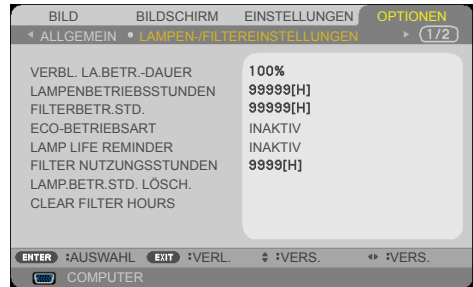 BILD BILDSCHIRM EINSTELLUNGEN OPTIONEN
ALLGEMEIN • LAMPEN-/FILTEREINSTELLUNGEN (1/2)
VERBL. LA.BETR.-DAUER 100%
LAMPENBETRIEBSSTUNDEN 99999[H]
FILTERBETR.STD. 99999[H]
ECO-BETRIEBSART INAKTIV
LAMP LIFE REMINDER INAKTIV
FILTER NUTZUNGSSTUNDEN 9999[H]
LAMP.BETR.STD. LÖSCH.
CLEAR FILTER HOURS
ENTER :AUSWAHL EXIT :VERL. :VERS. :VERS.
COMPUTER